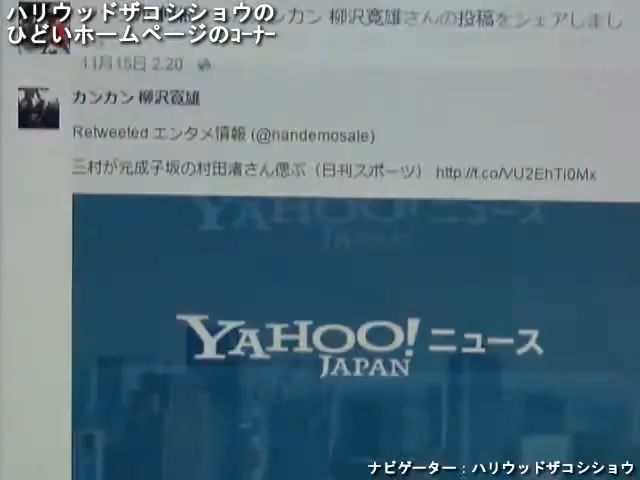 ハリウッドザコシショウの
ひどいホームページのコーナー
カン 柳沢寛雄さんの投稿をシェアしまし
11月15日 2:20
カンカン 柳沢寛雄
Retweeted エンタメ情報 (@nandemosale)
三村が元成子坂の村田渚さん偲ぶ（日刊スポーツ） http://t.co/VU2EhTi0Mx
YAHOO!ニュース
JAPAN
YAHOO!ニュース
JAPAN
ナビゲーター：ハリウッドザコシショウ